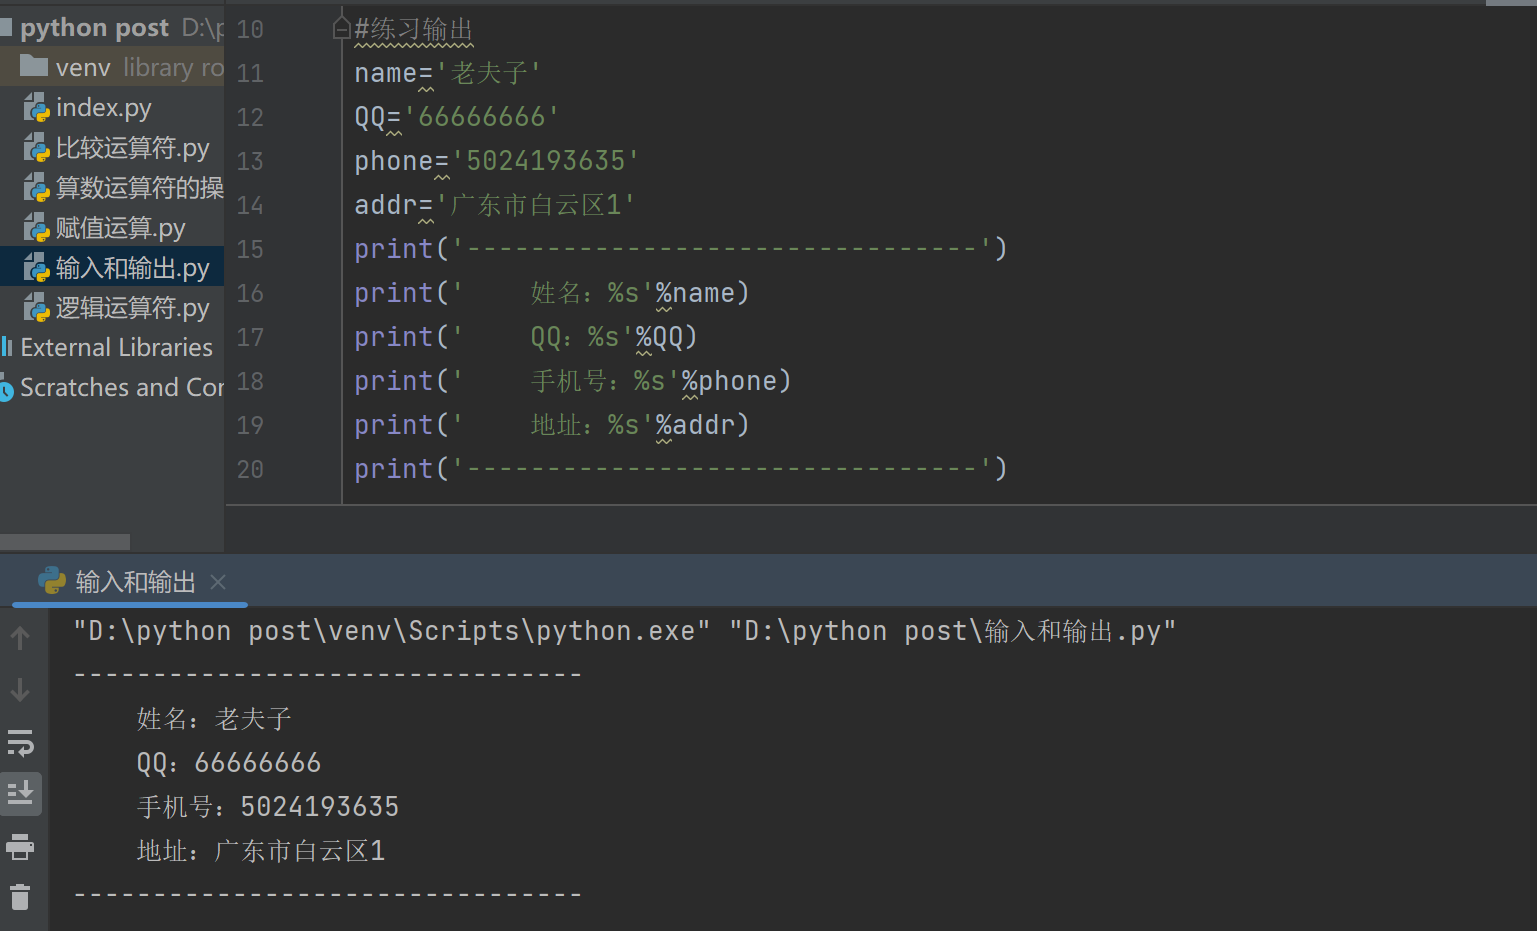 python post D:\p
venv library ro
index.py
比较运算符.py
算数运算符的操
赋值运算.py
输入和输出.py
逻辑运算符.py
External Libraries
Scratches and Cor
10 #练习输出
11 name='老夫子'
12 QQ='66666666'
13 phone='5024193635'
14 addr='广东市白云区1'
15 print('--------------------------------')
16 print('    姓名：%s'%name)
17 print('    QQ：%s'%QQ)
18 print('    手机号：%s'%phone)
19 print('    地址：%s'%addr)
20 print('--------------------------------')
输入和输出
"D:\python post\venv\Scripts\python.exe" "D:\python post\输入和输出.py"
--------------------------------
    姓名：老夫子
    QQ：66666666
    手机号：5024193635
    地址：广东市白云区1
--------------------------------